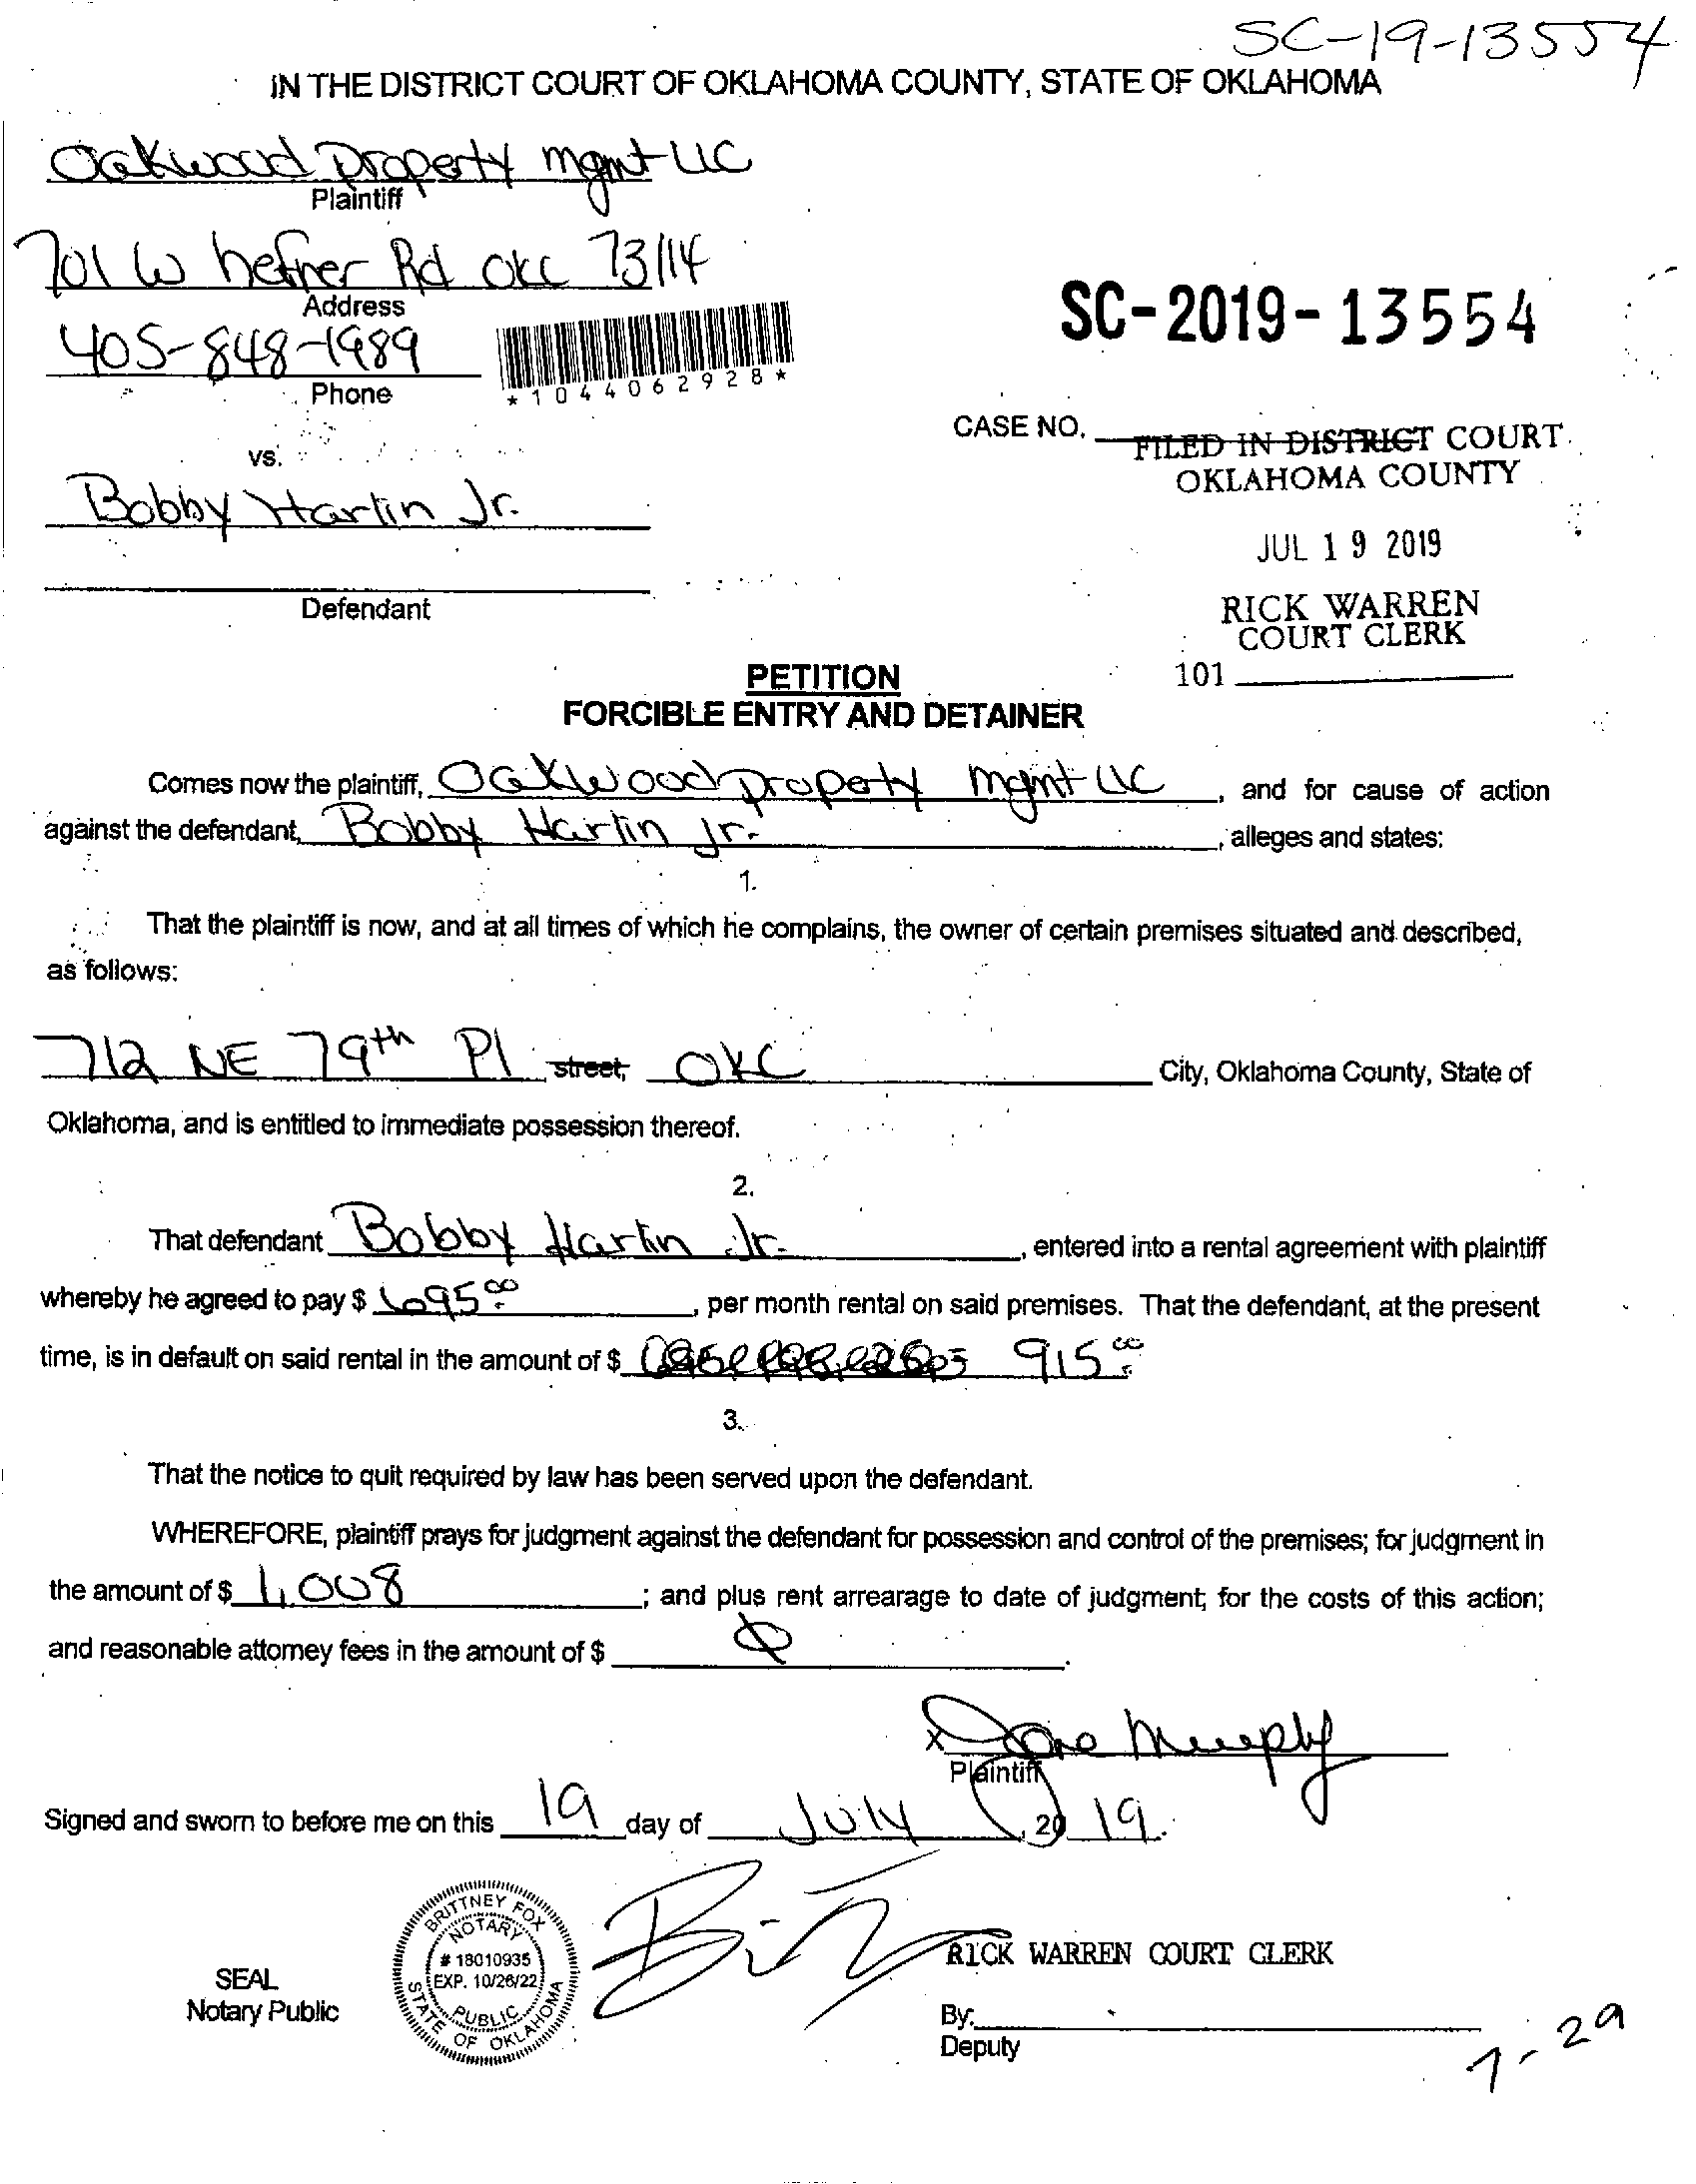 SC-19-13554
IN THE DISTRICT COURT OF OKLAHOMA COUNTY, STATE OF OKLAHOMA
Oakwood Property mgmt LLC
Plaintiff
701 W hefner Rd OKC 73114
Address
405-848-1989
Phone
*1044062928*
SC-2019-13554
CASE NO.
FILED IN DISTRICT COURT
OKLAHOMA COUNTY
vs.
Bobby Harlin Jr.
JUL 19 2019
Defendant
RICK WARREN
COURT CLERK
101
PETITION
FORCIBLE ENTRY AND DETAINER
Comes now the plaintiff, Oakwood Property mgmt LLC, and for cause of action
against the defendant, Bobby Harlin Jr., alleges and states:
1.
That the plaintiff is now, and at all times of which he complains, the owner of certain premises situated and described,
as follows:
712 NE 79th Pl street, OKC City, Oklahoma County, State of
Oklahoma, and is entitled to immediate possession thereof.
2.
That defendant Bobby Harlin Jr., entered into a rental agreement with plaintiff
whereby he agreed to pay $ 695.00, per month rental on said premises. That the defendant, at the present
time, is in default on said rental in the amount of $ 915.00
3.
That the notice to quit required by law has been served upon the defendant.
WHEREFORE, plaintiff prays for judgment against the defendant for possession and control of the premises; for judgment in
the amount of $ 1,008; and plus rent arrearage to date of judgment; for the costs of this action;
and reasonable attorney fees in the amount of $ 0.
x Jane Murphy
Plaintiff
Signed and sworn to before me on this 19 day of July, 2019.
BRITTNEY FOX
NOTARY
# 18010935
EXP. 10/26/22
PUBLIC
STATE OF OKLAHOMA
SEAL
Notary Public
RICK WARREN COURT CLERK
By:
Deputy
7-29